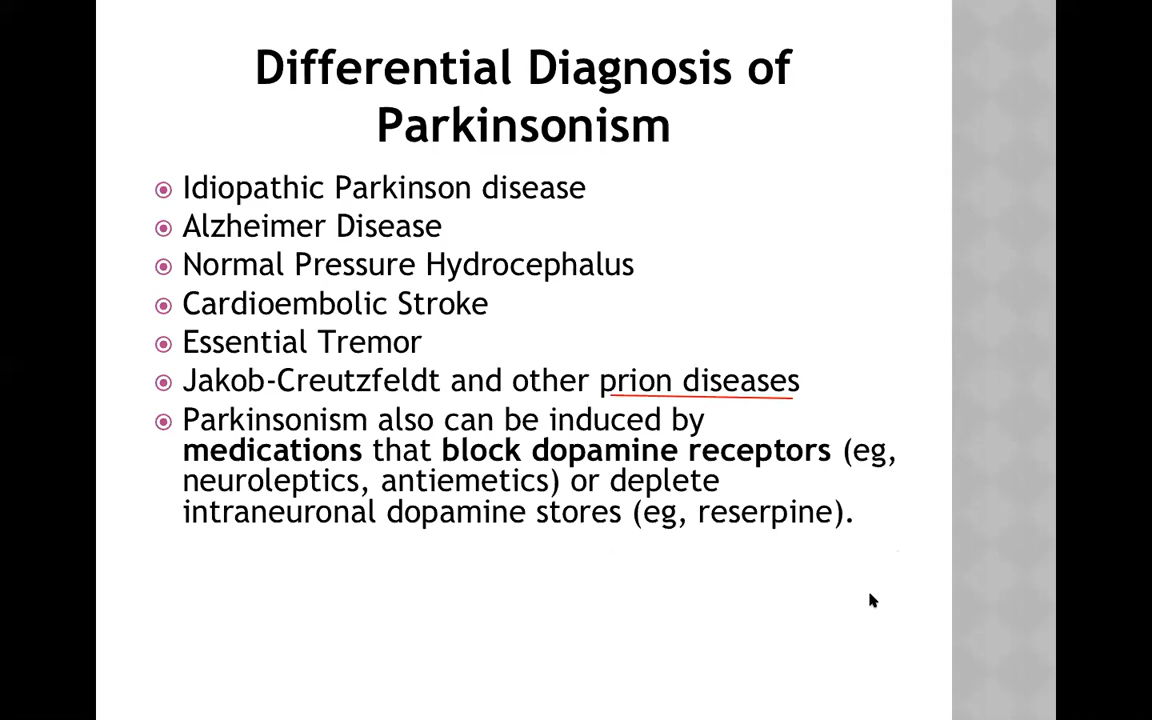 Differential Diagnosis of
Parkinsonism
Idiopathic Parkinson disease
Alzheimer Disease
Normal Pressure Hydrocephalus
Cardioembolic Stroke
Essential Tremor
Jakob-Creutzfeldt and other prion diseases
Parkinsonism also can be induced by
medications that block dopamine receptors (eg,
neuroleptics, antiemetics) or deplete
intraneuronal dopamine stores (eg, reserpine).